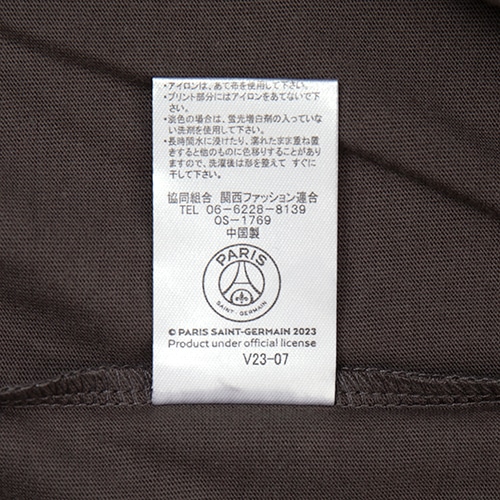 ・アイロンは、あて布を使用して下さい。
・プリント部分にはアイロンをあてないで下
さい。
・淡色の場合は、蛍光増白剤の入っていな
い洗剤を使用して下さい。
・長時間水に浸けたり、濡れたまま重ね置
きすると他のものに色移りすることがありま
すので、洗濯後は形を整えて すぐに
干して下さい。
協同組合 関西ファッション連合
TEL 06-6228-8139
OS-1769
中国製
PARIS
SAINT-GERMAIN
© PARIS SAINT-GERMAIN 2023
Product under official license
V23-07